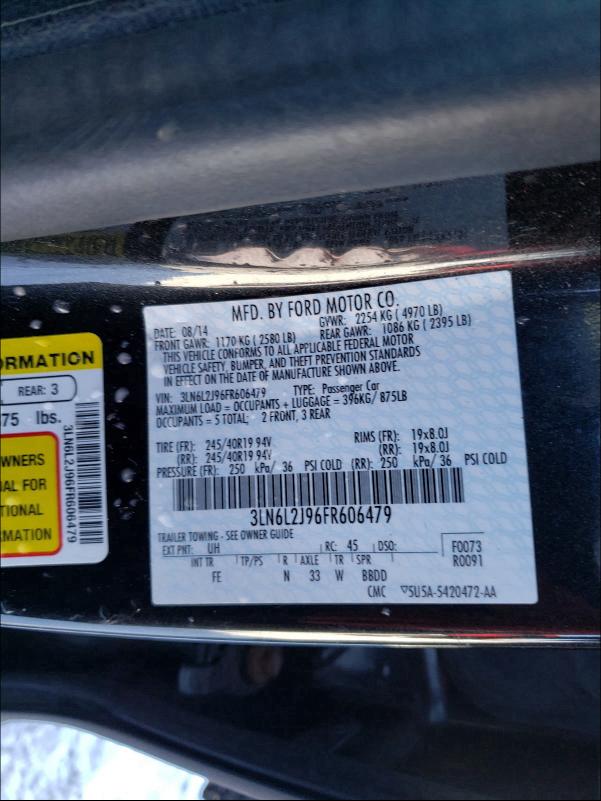 MFD. BY FORD MOTOR CO.
DATE: 08/14 GVWR: 2254 KG ( 4970 LB)
FRONT GAWR: 1170 KG ( 2580 LB) REAR GAWR: 1086 KG ( 2395 LB)
THIS VEHICLE CONFORMS TO ALL APPLICABLE FEDERAL MOTOR
VEHICLE SAFETY, BUMPER, AND THEFT PREVENTION STANDARDS
IN EFFECT ON THE DATE OF MANUFACTURE SHOWN ABOVE.
VIN: 3LN6L2J96FR606479 TYPE: Passenger Car
MAXIMUM LOAD = OCCUPANTS + LUGGAGE = 396KG/ 875LB
OCCUPANTS = 5 TOTAL: 2 FRONT, 3 REAR
TIRE (FR): 245/40R19 94V RIMS (FR): 19x8.0J
(RR): 245/40R19 94V (RR): 19x8.0J
PRESSURE (FR): 250 kPa/ 36 PSI COLD (RR): 250 kPa/ 36 PSI COLD
3LN6L2J96FR606479
TRAILER TOWING - SEE OWNER GUIDE
EXT PNT: UH RC: 45 DSO: F0073
INT TR TP/PS R AXLE TR SPR R0091
FE N 33 W BBDD
CMC ▽5U5A-5420472-AA
ORMATION
REAR: 3
75 lbs.
WNERS
AL FOR
TIONAL
RMATION
3LN6L2J96FR606479